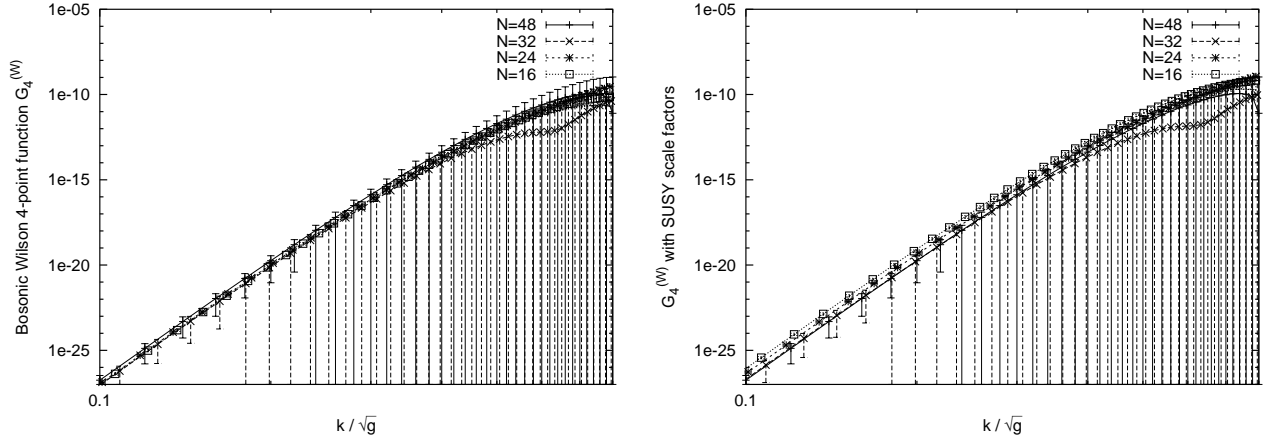 Bosonic Wilson 4-point function G4(W)
1e-05
1e-10
1e-15
1e-20
1e-25
0.1
k / √g
N=48
N=32
N=24
N=16
G4(W) with SUSY scale factors
1e-05
1e-10
1e-15
1e-20
1e-25
0.1
k / √g
N=48
N=32
N=24
N=16